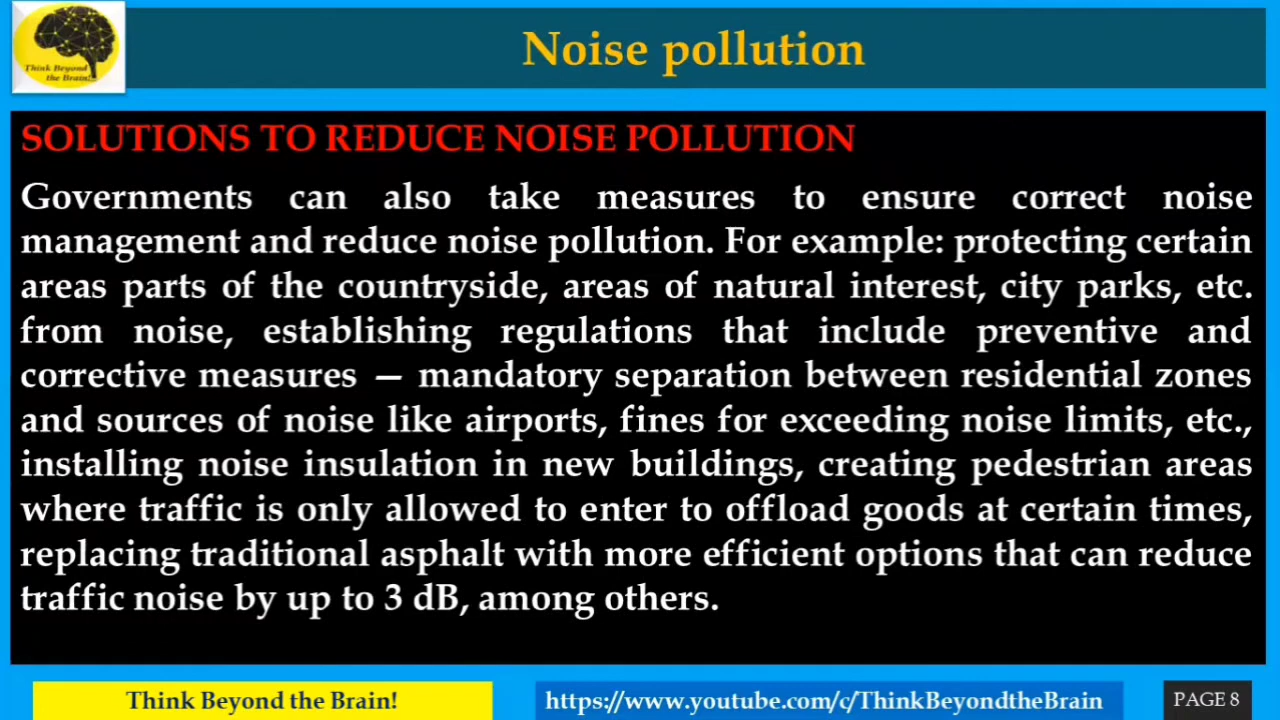 Think Beyond
the Brain!
Noise pollution
SOLUTIONS TO REDUCE NOISE POLLUTION
Governments can also take measures to ensure correct noise
management and reduce noise pollution. For example: protecting certain
areas parts of the countryside, areas of natural interest, city parks, etc.
from noise, establishing regulations that include preventive and
corrective measures — mandatory separation between residential zones
and sources of noise like airports, fines for exceeding noise limits, etc.,
installing noise insulation in new buildings, creating pedestrian areas
where traffic is only allowed to enter to offload goods at certain times,
replacing traditional asphalt with more efficient options that can reduce
traffic noise by up to 3 dB, among others.
Think Beyond the Brain!
https://www.youtube.com/c/ThinkBeyondtheBrain
PAGE 8